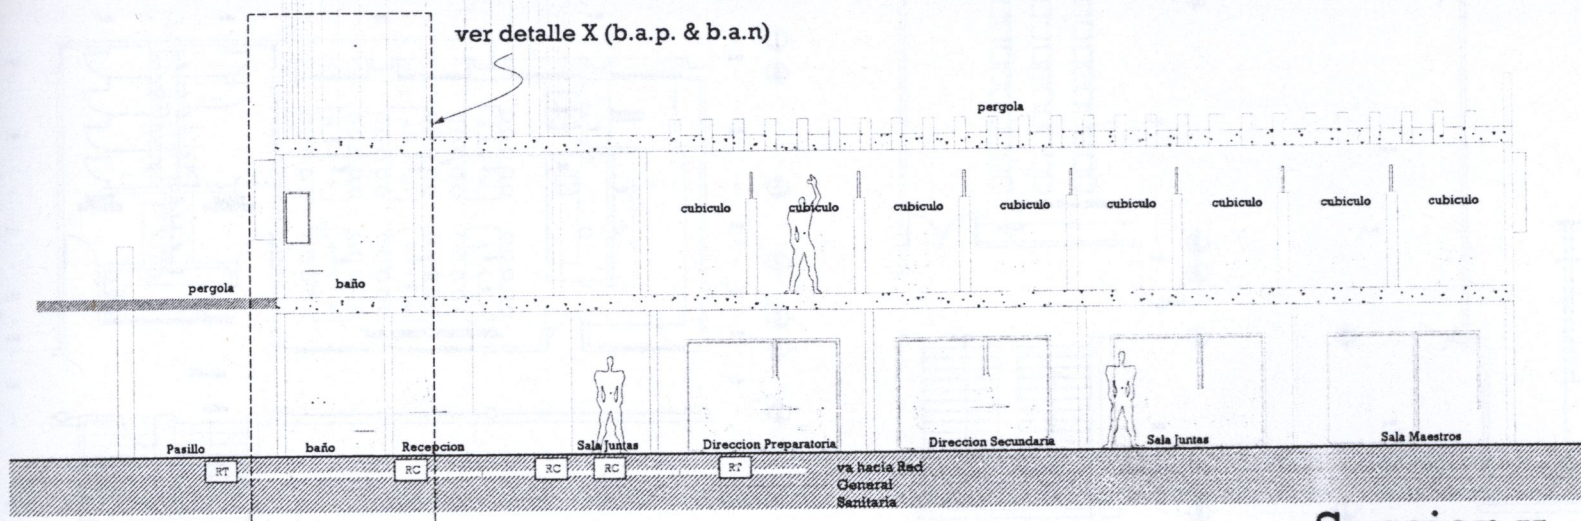 ver detalle X (b.a.p. & b.a.n)
pergola
cubiculo cubiculo cubiculo cubiculo cubiculo cubiculo cubiculo cubiculo
pergola
baño
Pasillo baño Recepcion Sala Juntas Direccion Preparatoria Direccion Secundaria Sala Juntas Sala Maestros
RT RC RC RC
va hacia Red
General
Sanitaria